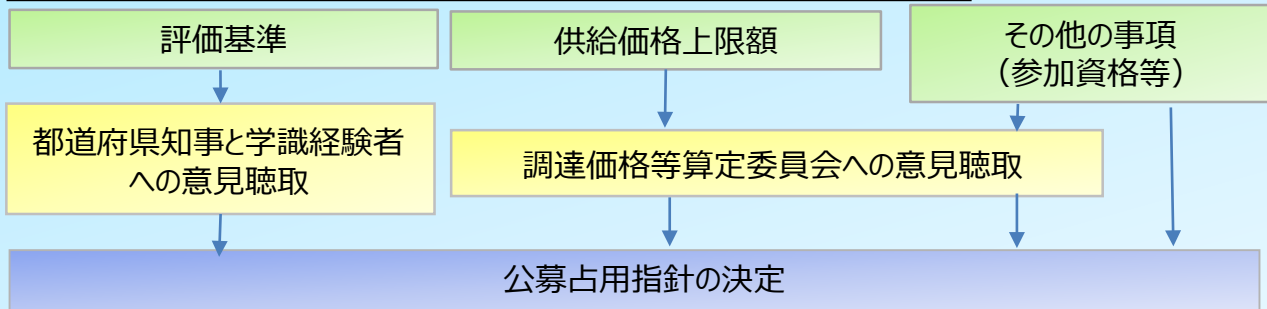 評価基準
供給価格上限額
その他の事項
（参加資格等）
都道府県知事と学識経験者
への意見聴取
調達価格等算定委員会への意見聴取
公募占用指針の決定